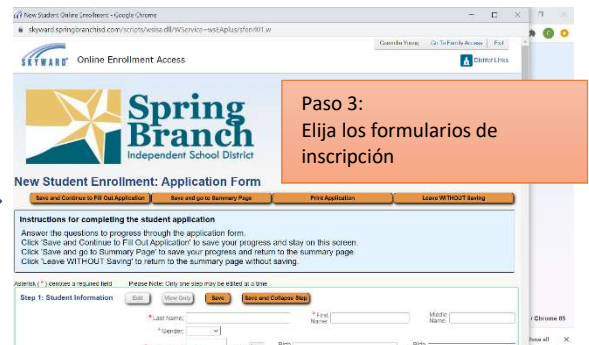 New Student Online Enrollment - Google Chrome
skyward.springbranchisd.com/scripts/wsisa.dll/WService=wsEAplus/sfenr01.w
Go To Family Access
Exit
SKYWARD
Online Enrollment Access
District Links
Spring
Branch
Independent School District
Paso 3:
Elija los formularios de
inscripción
New Student Enrollment: Application Form
Save and Continue to Fill Out Application
Save and go to Summary Page
Print Application
Leave WITHOUT Saving
Instructions for completing the student application
Answer the questions to progress through the application form.
Click 'Save and Continue to Fill Out Application' to save your progress and stay on this screen.
Click 'Save and go to Summary Page' to save your progress and return to the summary page.
Click 'Leave WITHOUT Saving' to return to the summary page without saving.
Asterisk (*) denotes a required field
Please Note: Only one step may be edited at a time
Step 1: Student Information
Edit
View Only
Save
Save and Collapse Step
* Last Name:
* First Name:
Middle Name:
* Gender:
Chrome 85